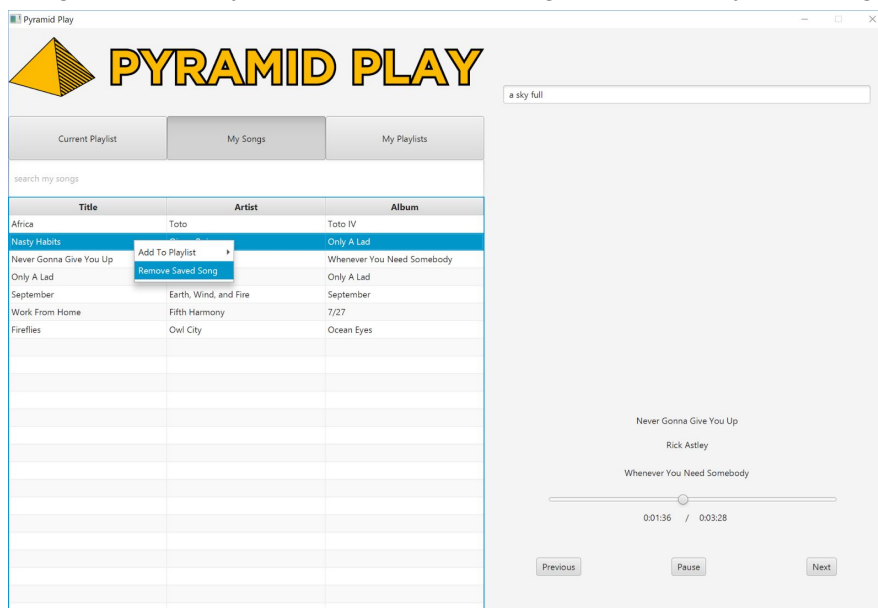 Pyramid Play
PYRAMID PLAY
a sky full
Current Playlist My Songs My Playlists
search my songs
Title Artist Album
Africa Toto Toto IV
Nasty Habits Only A Lad
Never Gonna Give You Up Whenever You Need Somebody
Only A Lad Only A Lad
September Earth, Wind, and Fire September
Work From Home Fifth Harmony 7/27
Fireflies Owl City Ocean Eyes
Add To Playlist
Remove Saved Song
Never Gonna Give You Up
Rick Astley
Whenever You Need Somebody
0:01:36 / 0:03:28
Previous Pause Next